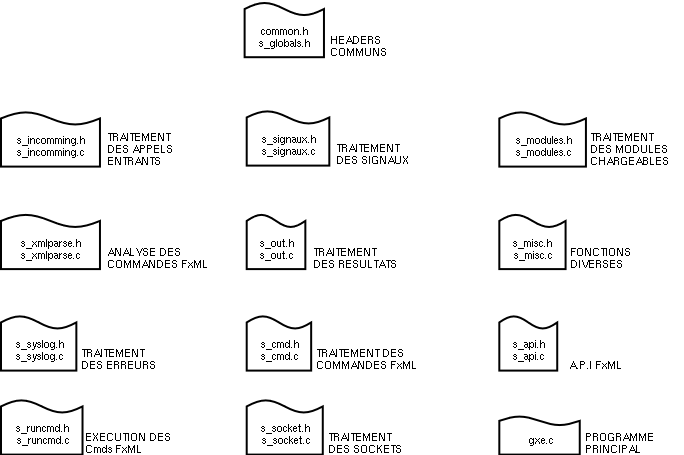 common.h
s_globals.h
HEADERS
COMMUNS
s_incomming.h
s_incomming.c
TRAITEMENT
DES APPELS
ENTRANTS
s_signaux.h
s_signaux.c
TRAITEMENT
DES SIGNAUX
s_modules.h
s_modules.c
TRAITEMENT
DES MODULES
CHARGEABLES
s_xmlparse.h
s_xmlparse.c
ANALYSE DES
COMMANDES FxML
s_out.h
s_out.c
TRAITEMENT
DES RESULTATS
s_misc.h
s_misc.c
FONCTIONS
DIVERSES
s_syslog.h
s_syslog.c
TRAITEMENT
DES ERREURS
s_cmd.h
s_cmd.c
TRAITEMENT DES
COMMANDES FxML
s_api.h
s_api.c
A.P.I FxML
s_runcmd.h
s_runcmd.c
EXECUTION DES
Cmds FxML
s_socket.h
s_socket.c
TRAITEMENT
DES SOCKETS
gxe.c
PROGRAMME
PRINCIPAL